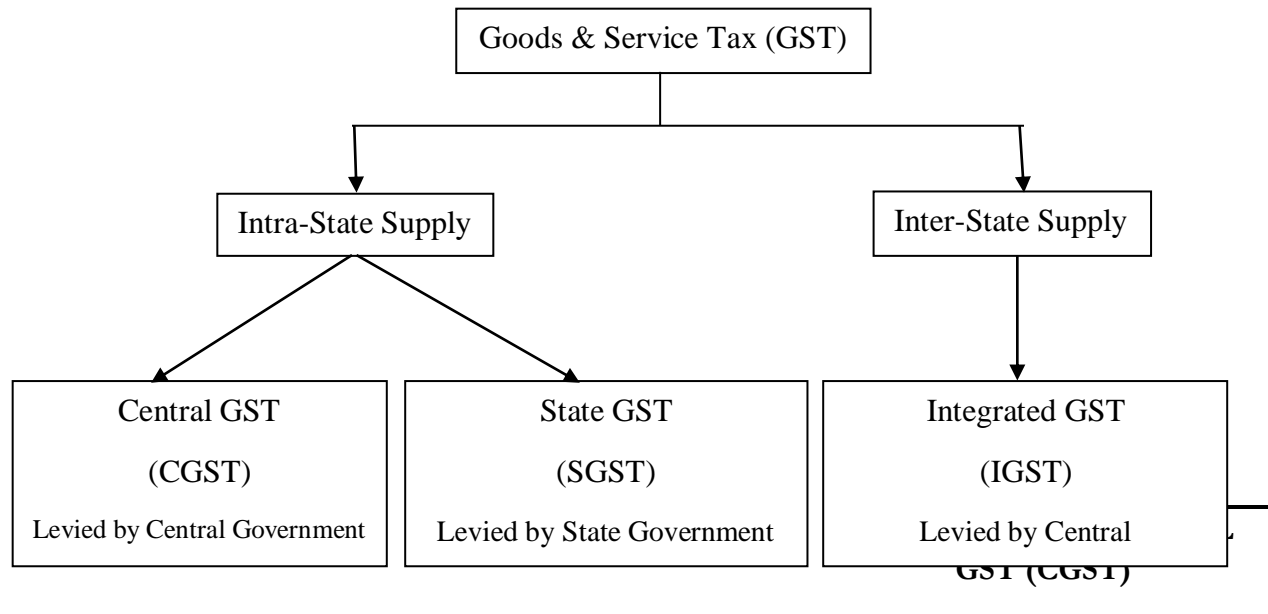 Goods & Service Tax (GST)
Intra-State Supply
Inter-State Supply
Central GST
(CGST)
Levied by Central Government
State GST
(SGST)
Levied by State Government
Integrated GST
(IGST)
Levied by Central
GST (CGST)